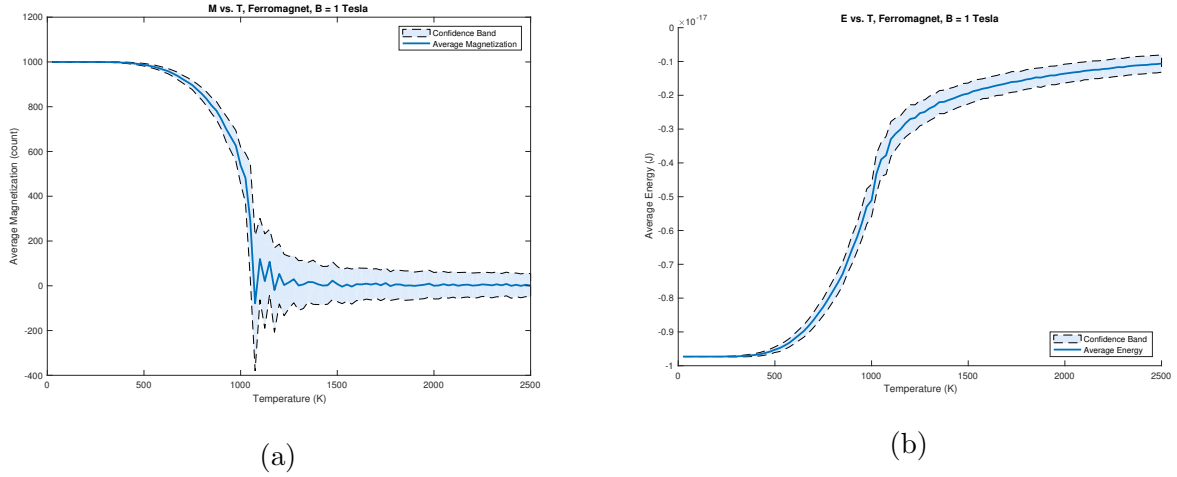 M vs. T, Ferromagnet, B = 1 Tesla
1200
1000
800
600
400
200
0
-200
-400
Average Magnetization (count)
Confidence Band
Average Magnetization
0 500 1000 1500 2000 2500
Temperature (K)
(a)
×10⁻¹⁷
E vs. T, Ferromagnet, B = 1 Tesla
0
-0.1
-0.2
-0.3
-0.4
-0.5
-0.6
-0.7
-0.8
-0.9
-1
Average Energy (J)
Confidence Band
Average Energy
0 500 1000 1500 2000 2500
Temperature (K)
(b)